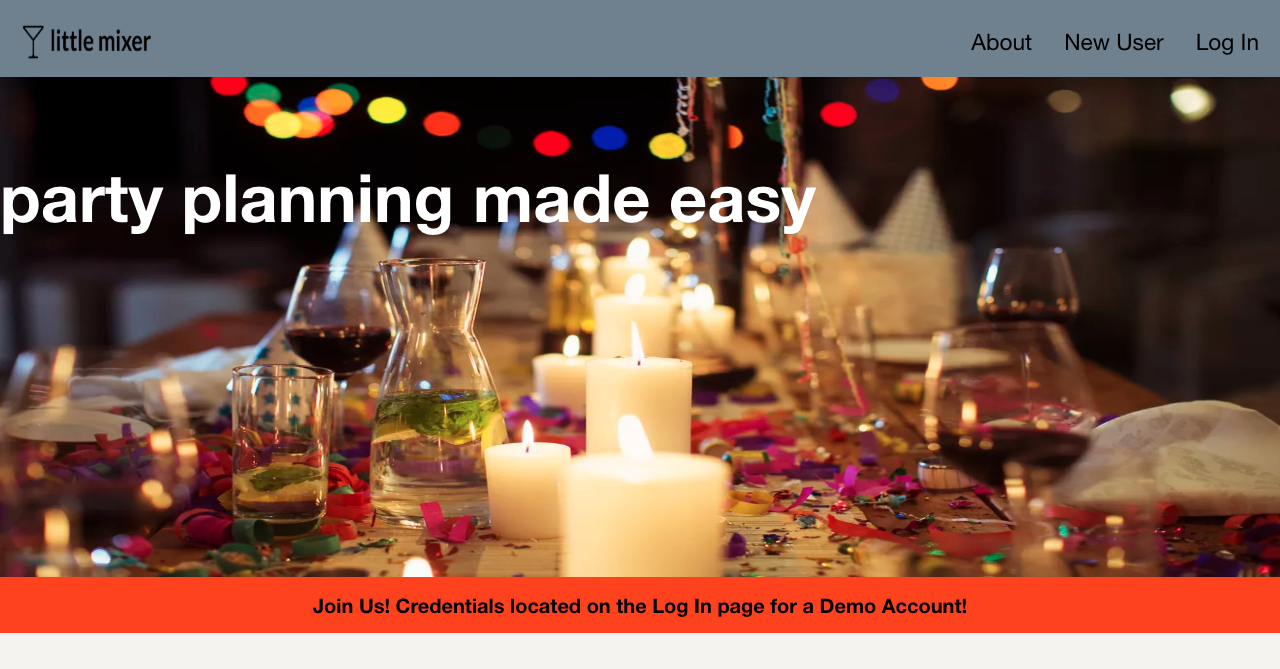 little mixer
About
New User
Log In
party planning made easy
Join Us! Credentials located on the Log In page for a Demo Account!